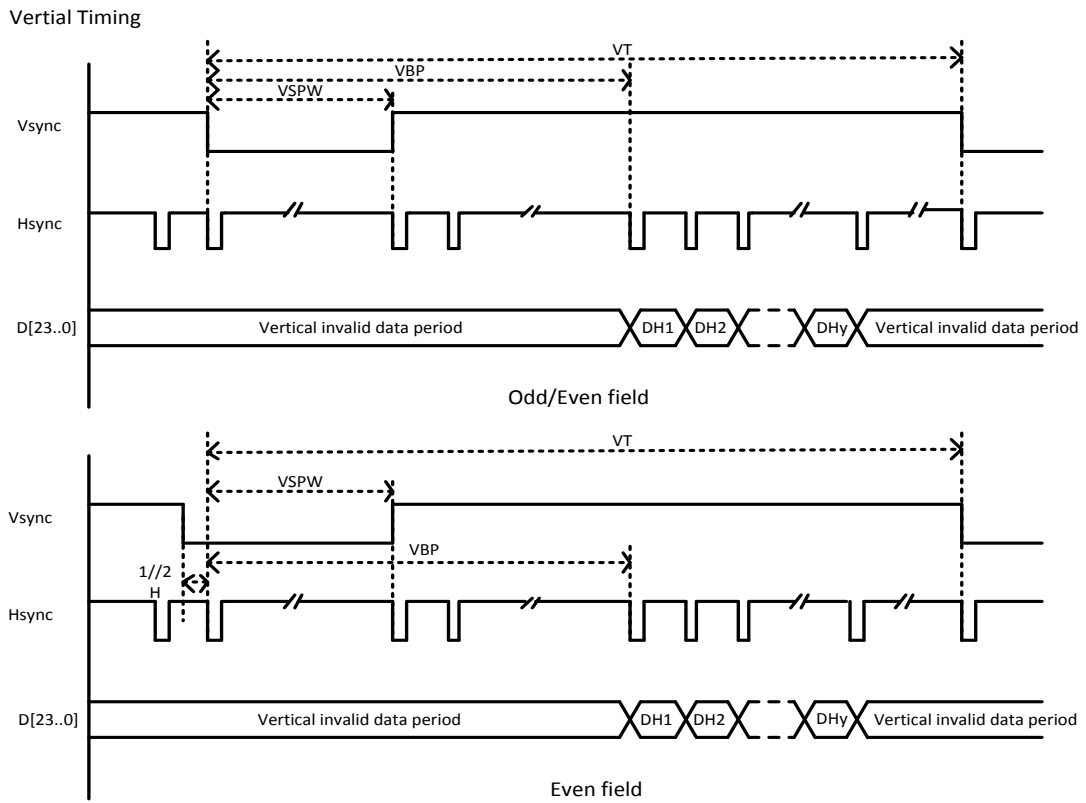 Vertial Timing
VT
VBP
VSPW
Vsync
Hsync
D[23..0]
Vertical invalid data period
DH1
DH2
DHy
Vertical invalid data period
Odd/Even field
VT
VSPW
Vsync
VBP
1//2
H
Hsync
D[23..0]
Vertical invalid data period
DH1
DH2
DHy
Vertical invalid data period
Even field